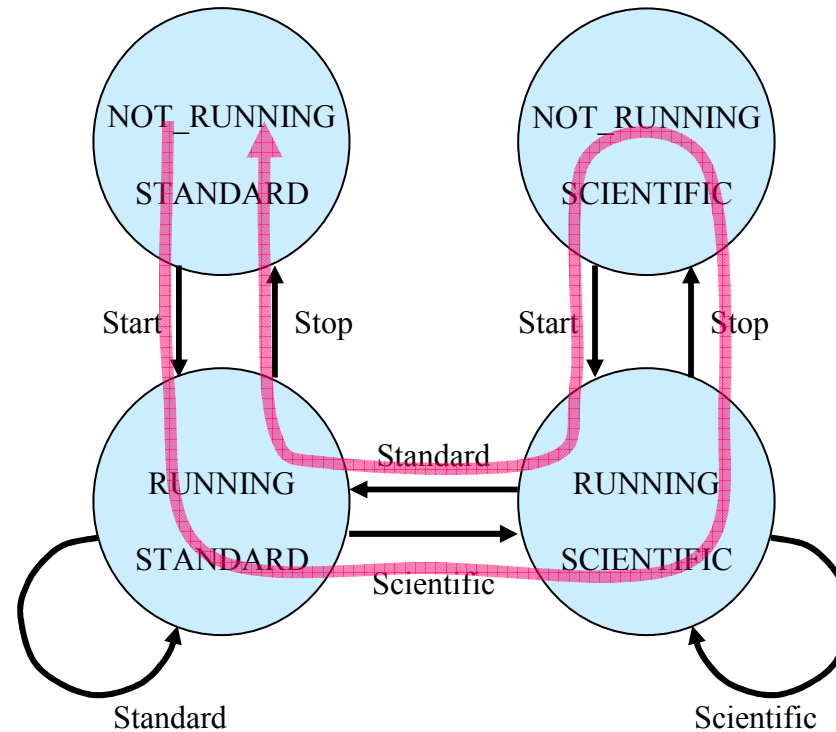 NOT_RUNNING
STANDARD
NOT_RUNNING
SCIENTIFIC
Start
Stop
Start
Stop
Standard
RUNNING
STANDARD
RUNNING
SCIENTIFIC
Scientific
Standard
Scientific